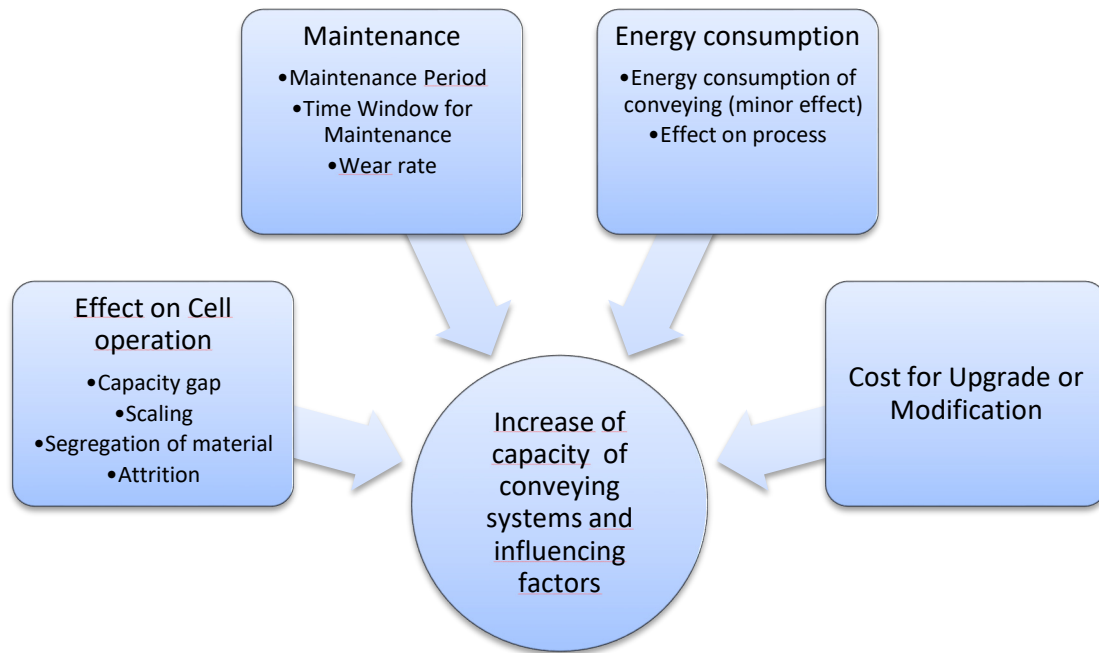 Maintenance
•Maintenance Period
•Time Window for
Maintenance
•Wear rate
Energy consumption
•Energy consumption of
conveying (minor effect)
•Effect on process
Effect on Cell
operation
•Capacity gap
•Scaling
•Segregation of material
•Attrition
Cost for Upgrade or
Modification
Increase of
capacity of
conveying
systems and
influencing
factors